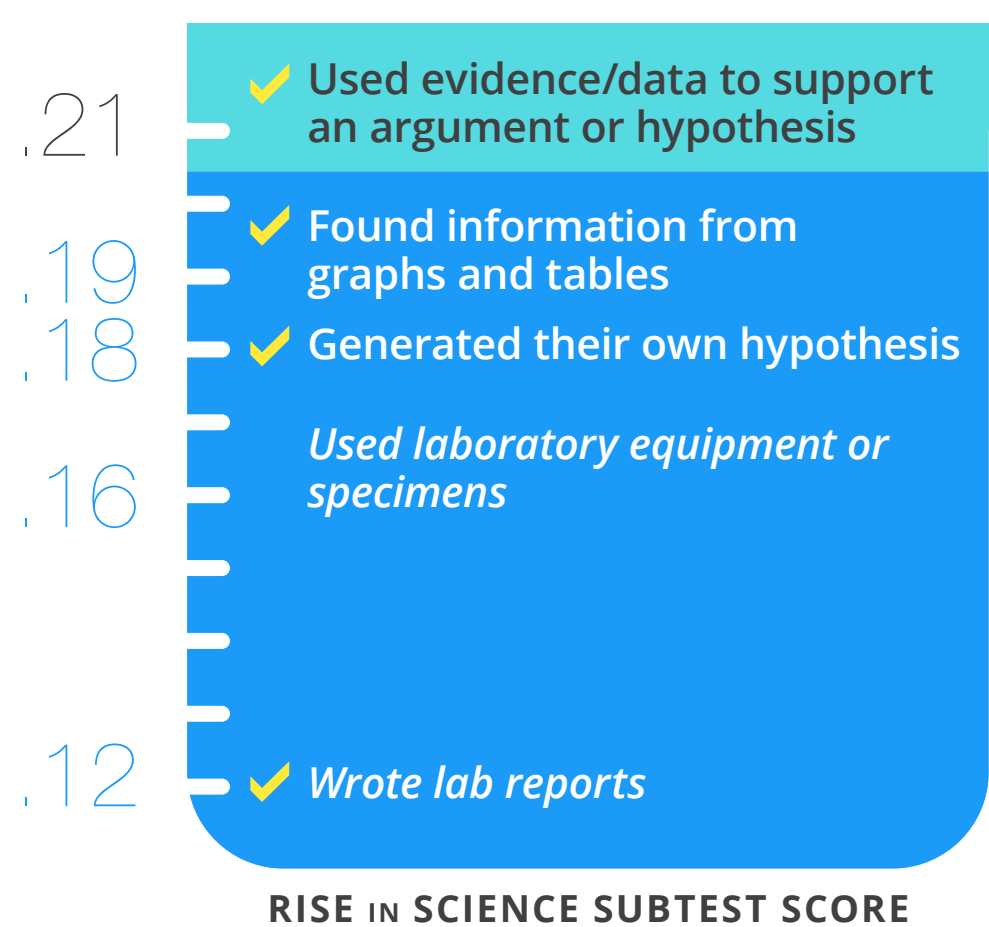 .21
Used evidence/data to support
an argument or hypothesis
.19
Found information from
graphs and tables
.18
Generated their own hypothesis
.16
Used laboratory equipment or
specimens
.12
Wrote lab reports
RISE IN SCIENCE SUBTEST SCORE